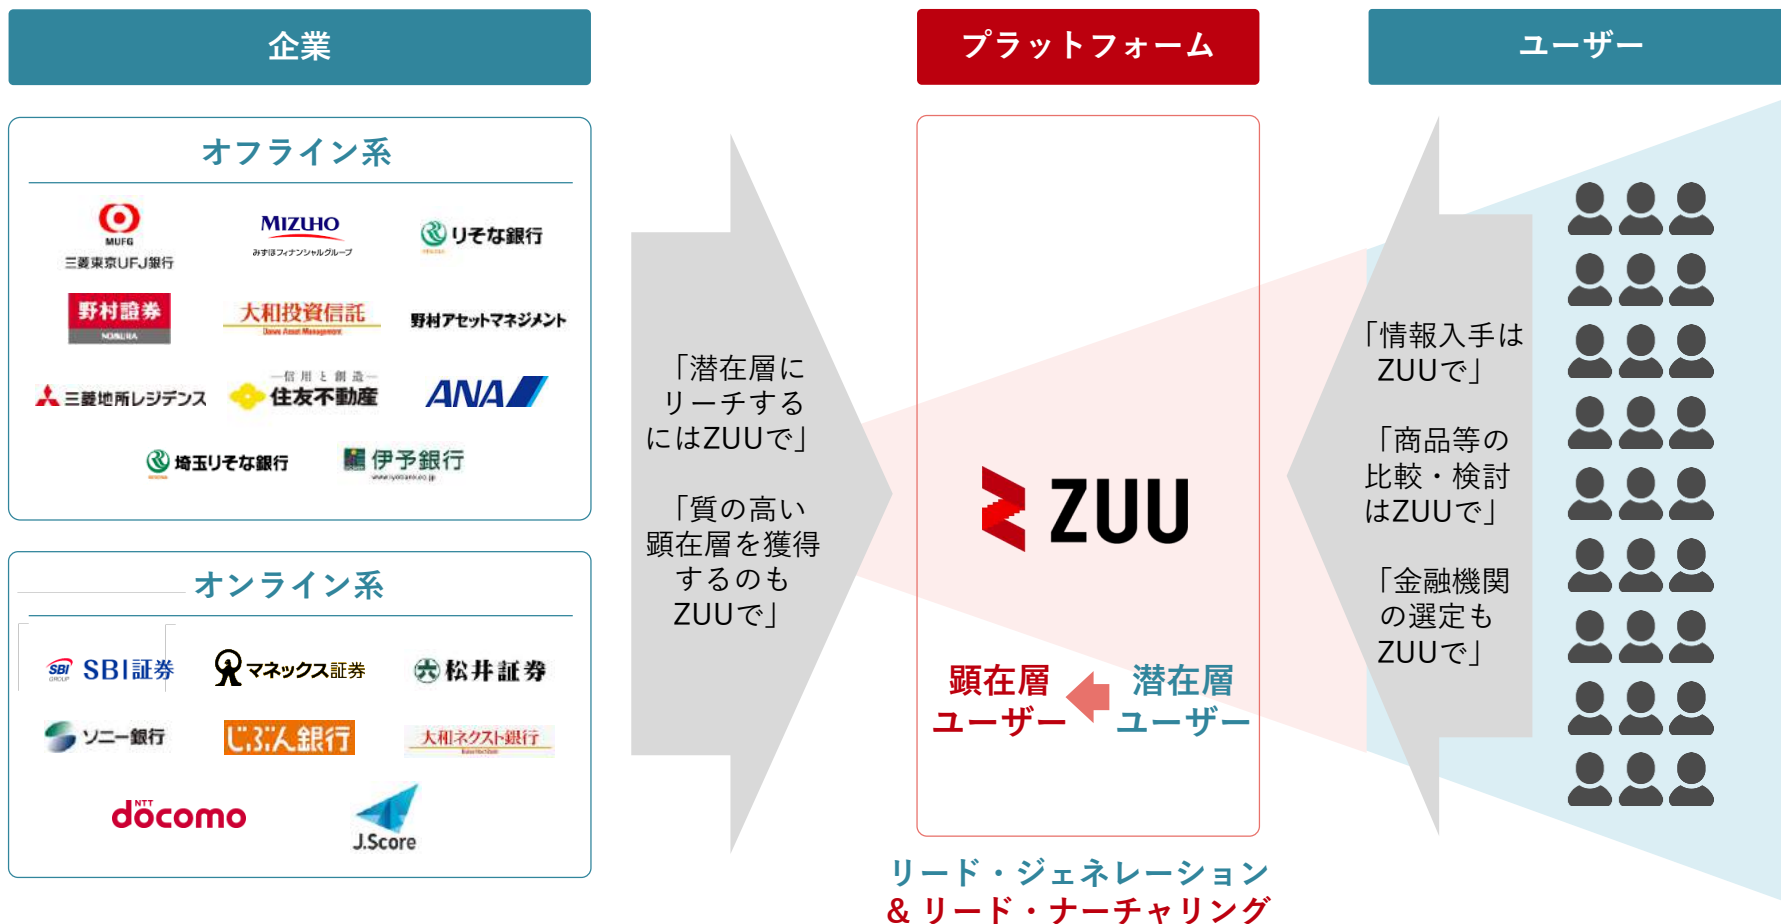 企業
オフライン系
MUFG
三菱東京UFJ銀行
MIZUHO
みずほフィナンシャルグループ
りそな銀行
野村證券
NOMURA
大和投資信託
Daiwa Asset Management
野村アセットマネジメント
三菱地所レジデンス
―信用と創造―
住友不動産
ANA
埼玉りそな銀行
伊予銀行
www.iyobank.co.jp
オンライン系
SBI
GROUP
SBI証券
マネックス証券
松井証券
ソニー銀行
じぶん銀行
大和ネクスト銀行
NTT
docomo
J.Score
「潜在層に
リーチする
にはZUUで」
「質の高い
顕在層を獲得
するのも
ZUUで」
プラットフォーム
ZUU
顕在層
ユーザー
潜在層
ユーザー
リード・ジェネレーション
& リード・ナーチャリング
ユーザー
「情報入手は
ZUUで」
「商品等の
比較・検討
はZUUで」
「金融機関
の選定も
ZUUで」